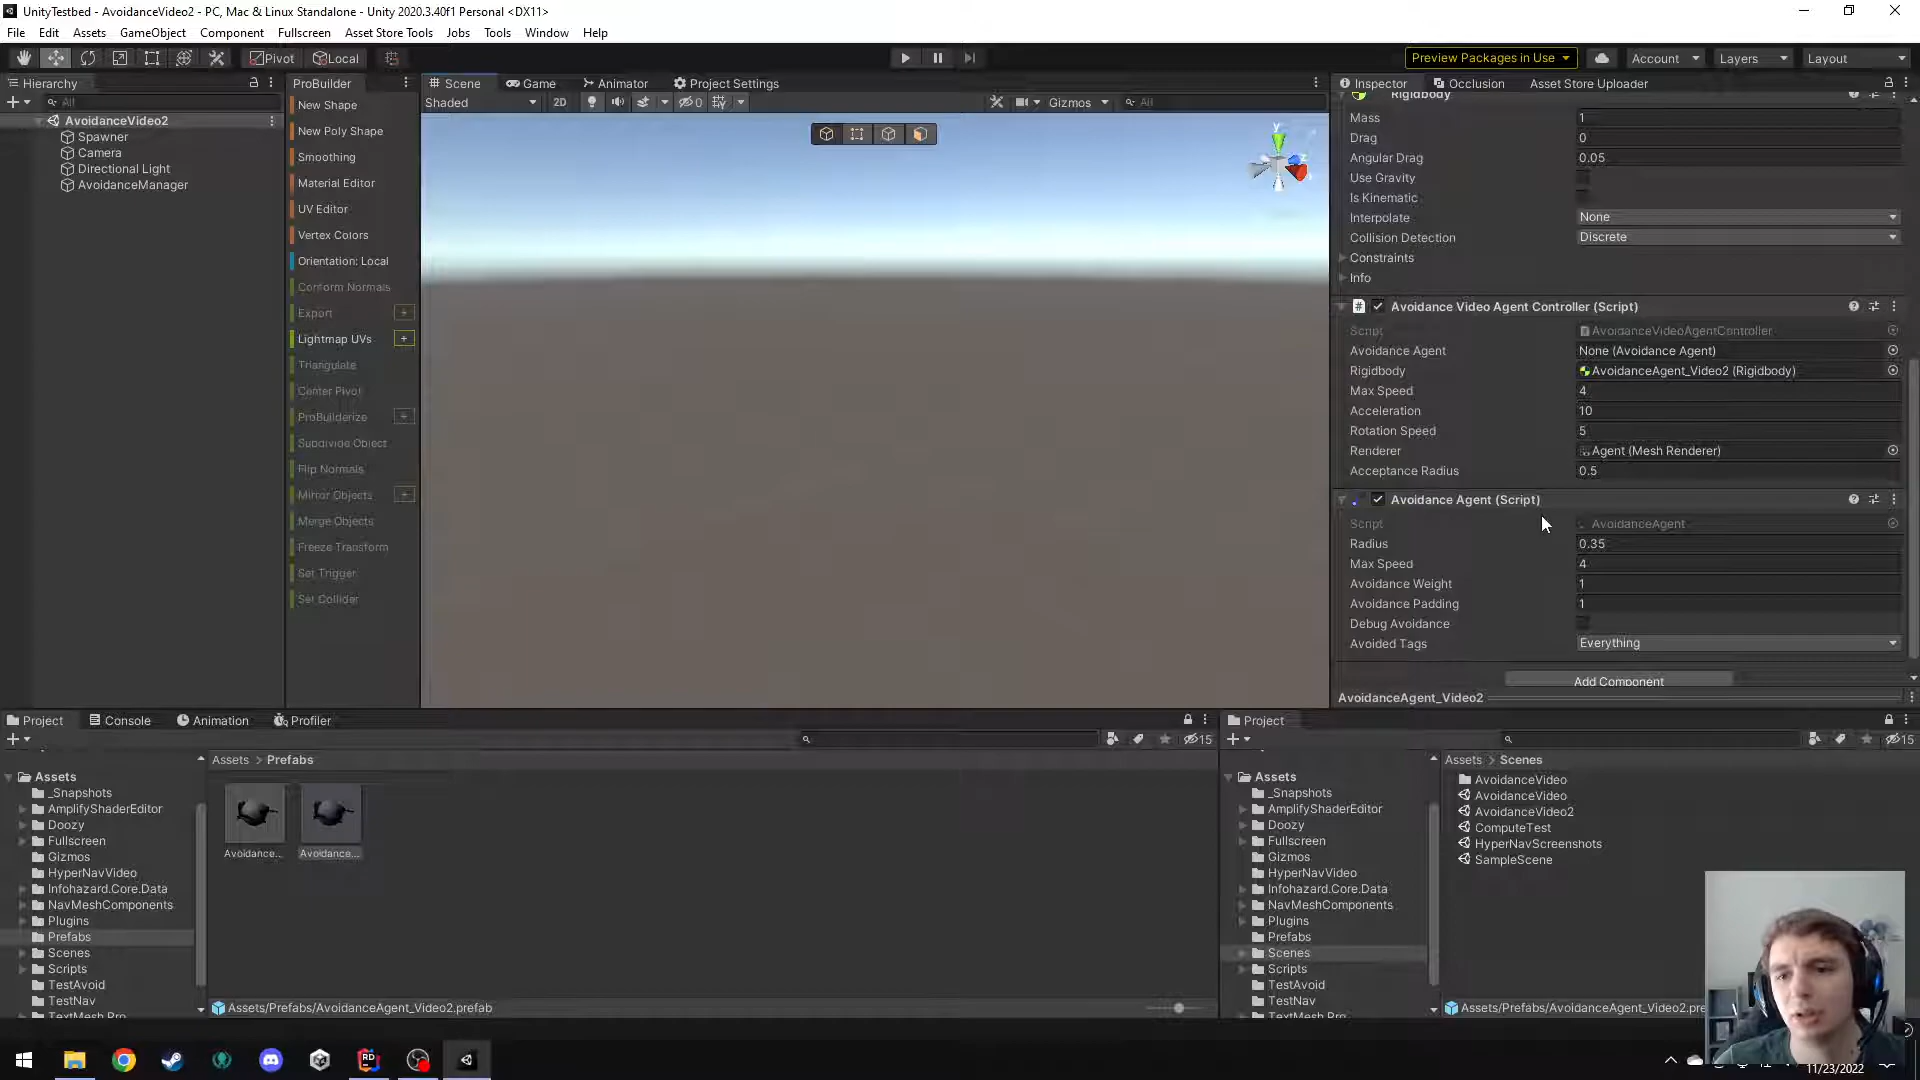 UnityTestbed - AvoidanceVideo2 - PC, Mac & Linux Standalone - Unity 2020.3.40f1 Personal <DX11>
File Edit Assets GameObject Component Fullscreen Asset Store Tools Jobs Tools Window Help
Pivot Local Preview Packages in Use Account Layers Layout
Hierarchy ProBuilder Scene Game Animator Project Settings Inspector Occlusion Asset Store Uploader
All
Shaded 2D 0 Gizmos All
AvoidanceVideo2
Spawner
Camera
Directional Light
AvoidanceManager
New Shape
New Poly Shape
Smoothing
Material Editor
UV Editor
Vertex Colors
Orientation: Local
Conform Normals
Export
Lightmap UVs
Triangulate
Center Pivot
ProBuilderize
Subdivide Object
Flip Normals
Mirror Objects
Merge Objects
Freeze Transform
Set Trigger
Set Collider
y
z
Rigidbody
Mass 1
Drag 0
Angular Drag 0.05
Use Gravity
Is Kinematic
Interpolate None
Collision Detection Discrete
Constraints
Info
# Avoidance Video Agent Controller (Script)
Script AvoidanceVideoAgentController
Avoidance Agent None (Avoidance Agent)
Rigidbody AvoidanceAgent_Video2 (Rigidbody)
Max Speed 4
Acceleration 10
Rotation Speed 5
Renderer Agent (Mesh Renderer)
Acceptance Radius 0.5
Avoidance Agent (Script)
Script AvoidanceAgent
Radius 0.35
Max Speed 4
Avoidance Weight 1
Avoidance Padding 1
Debug Avoidance
Avoided Tags Everything
Add Component
AvoidanceAgent_Video2
Project Console Animation Profiler
15
Assets > Prefabs
Assets
_Snapshots
AmplifyShaderEditor
Doozy
Fullscreen
Gizmos
HyperNavVideo
Infohazard.Core.Data
NavMeshComponents
Plugins
Prefabs
Scenes
Scripts
TestAvoid
TestNav
TextMesh Pro
Avoidance... Avoidance...
Assets/Prefabs/AvoidanceAgent_Video2.prefab
Project
15
Assets > Scenes
Assets
_Snapshots
AmplifyShaderEditor
Doozy
Fullscreen
Gizmos
HyperNavVideo
Infohazard.Core.Data
NavMeshComponents
Plugins
Prefabs
Scenes
Scripts
TestAvoid
TestNav
TextMesh Pro
AvoidanceVideo
AvoidanceVideo
AvoidanceVideo2
ComputeTest
HyperNavScreenshots
SampleScene
Assets/Prefabs/AvoidanceAgent_Video2.pre
RD
11/23/2022